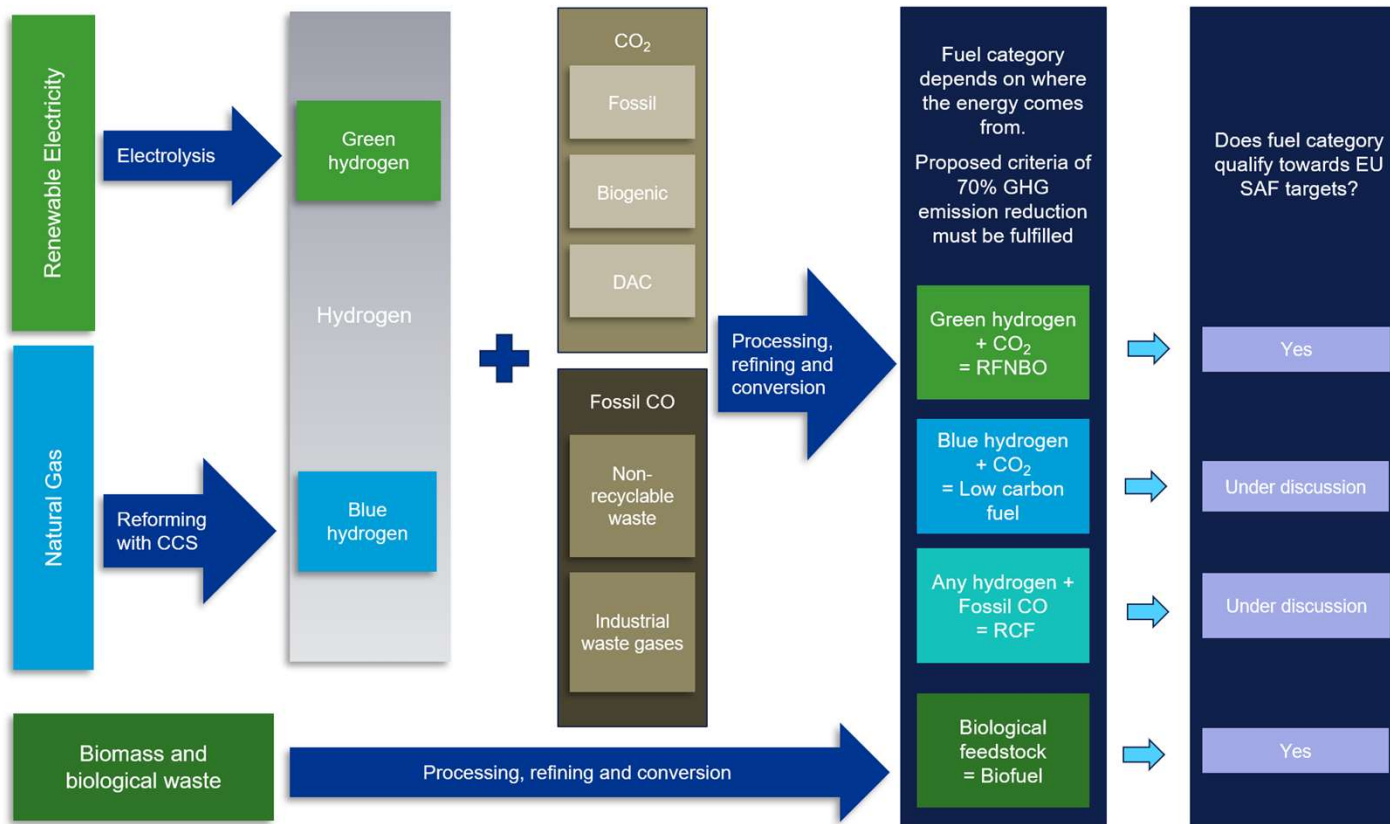 Renewable Electricity
Natural Gas
Electrolysis
Reforming
with CCS
Green
hydrogen
Hydrogen
Blue
hydrogen
CO₂
Fossil
Biogenic
DAC
Fossil CO
Non-
recyclable
waste
Industrial
waste gases
Processing,
refining and
conversion
Fuel category
depends on where
the energy comes
from.
Proposed criteria of
70% GHG
emission reduction
must be fulfilled
Green hydrogen
+ CO₂
= RFNBO
Blue hydrogen
+ CO₂
= Low carbon
fuel
Any hydrogen +
Fossil CO
= RCF
Biological
feedstock
= Biofuel
Does fuel category
qualify towards EU
SAF targets?
Yes
Under discussion
Under discussion
Yes
Biomass and
biological waste
Processing, refining and conversion